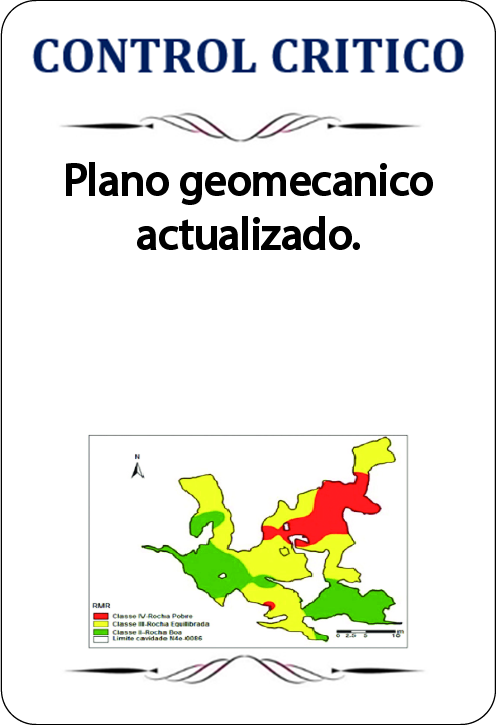 CONTROL CRITICO
Plano geomecanico
actualizado.
N
RMR
Classe IV-Rocha Pobre
Classe III-Rocha Equilibrada
Classe II-Rocha Boa
Limite cavidade N4e-0086
0 2.5 5 10
m